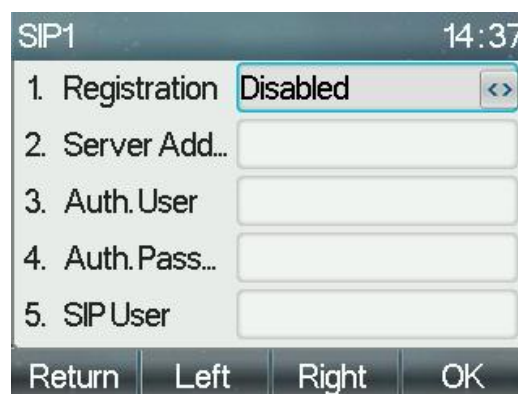 SIP1 14:37
1. Registration Disabled <>
2. Server Add...
3. Auth. User
4. Auth. Pass...
5. SIP User
Return Left Right OK